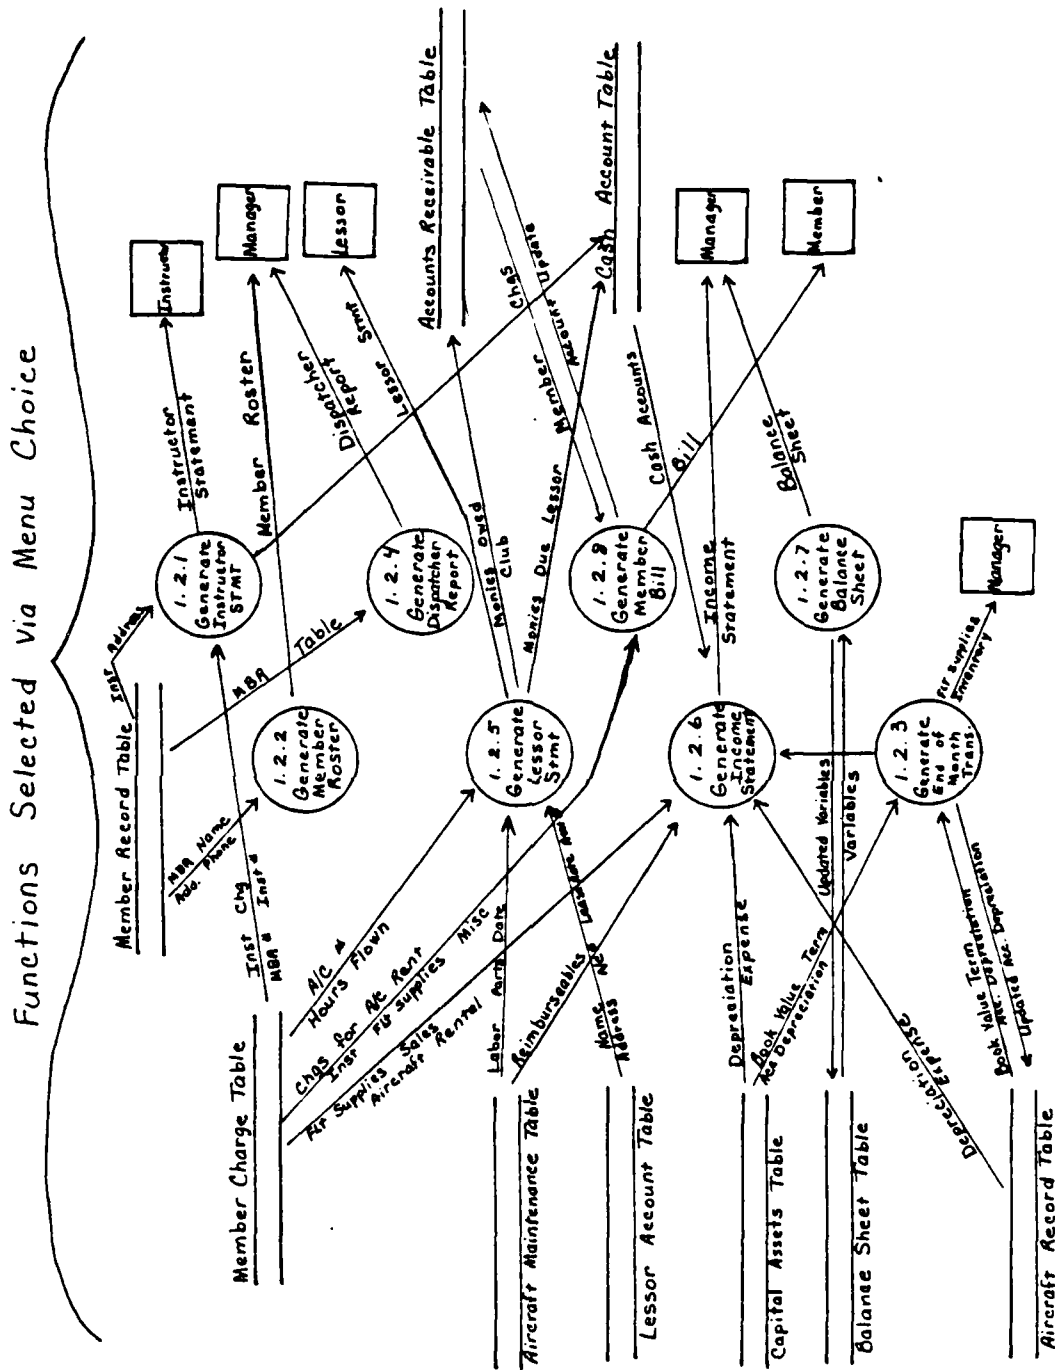 Functions Selected via Menu Choice
Member Record Table
Instr Address
MBR Name
Add. Phone
MBR Table
Member Charge Table
Inst Chg
MBR # Inst #
A/C #
Hours Flown
Chgs for A/C Rent
Inst Flt Supplies Misc
Flt Supplies Sales
Aircraft Rental
1.2.1
Generate
Instructor
STMT
Instructor
Statement
Instructor
1.2.2
Generate
Member
Roster
Member Roster
Manager
1.2.4
Generate
Dispatcher
Report
Dispatcher
Report
Lessor Stmt
Lessor
Accounts Receivable Table
Monies Owed
Club
Monies Due Lessor
1.2.5
Generate
Lessor
Stmt
Member Chgs
Account Update
Cash Account Table
1.2.8
Generate
Member
Bill
Cash Accounts
Bill
Aircraft Maintenance Table
Labor Parts Date
Reimburseables
Lessor Account Table
Name
Address
1.2.6
Generate
Income
Statement
Income
Statement
Manager
Member
Capital Assets Table
Depreiation
Expense
Book Value Term
Acc Depreciation
1.2.7
Generate
Balance
Sheet
Balance
Sheet
Balance Sheet Table
Updated Variables
Variables
1.2.3
Generate
End of
Month
Trans.
Flt Supplies
Inventory
Manager
Aircraft Record Table
Depreciation Expense
Book Value Term
Acc. Depreciation
Updated Acc. Depreciation